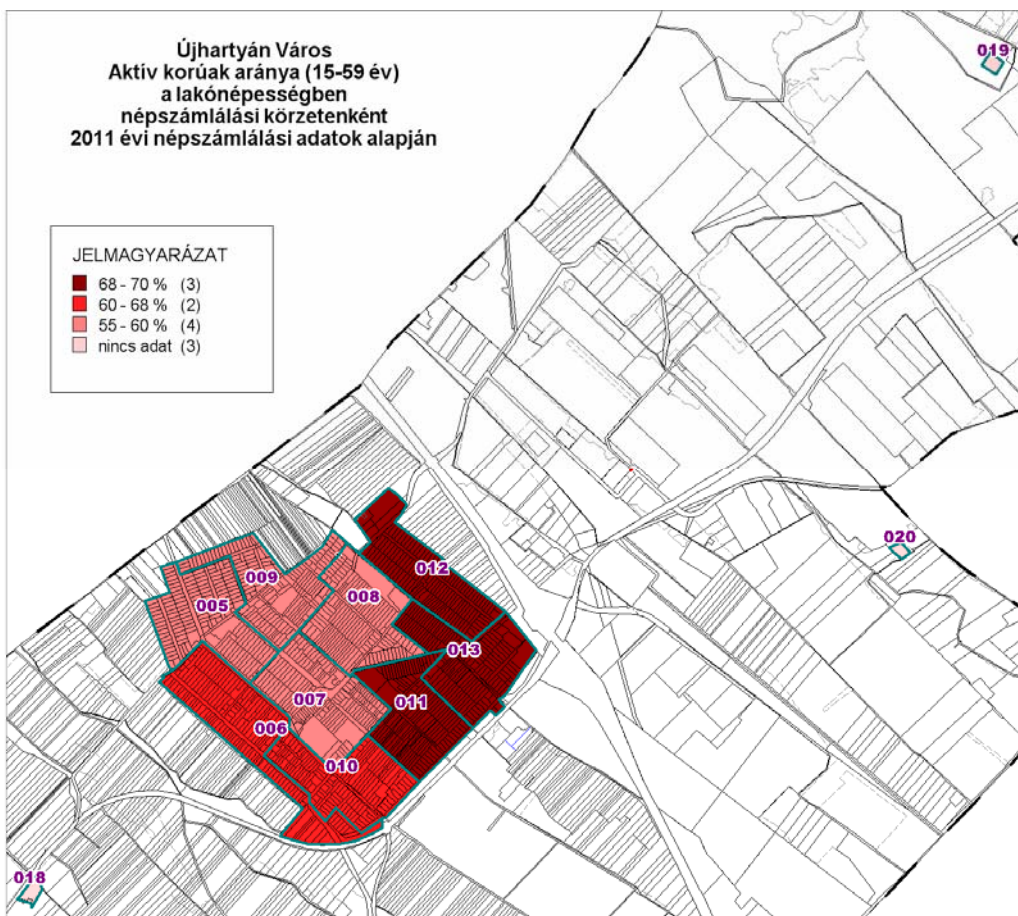 Újhartyán Város
Aktív korúak aránya (15-59 év)
a lakónépességben
népszámlálási körzetenként
2011 évi népszámlálási adatok alapján
019
JELMAGYARÁZAT
68 - 70 % (3)
60 - 68 % (2)
55 - 60 % (4)
nincs adat (3)
020
012
009
008
005
013
007
011
006
010
018